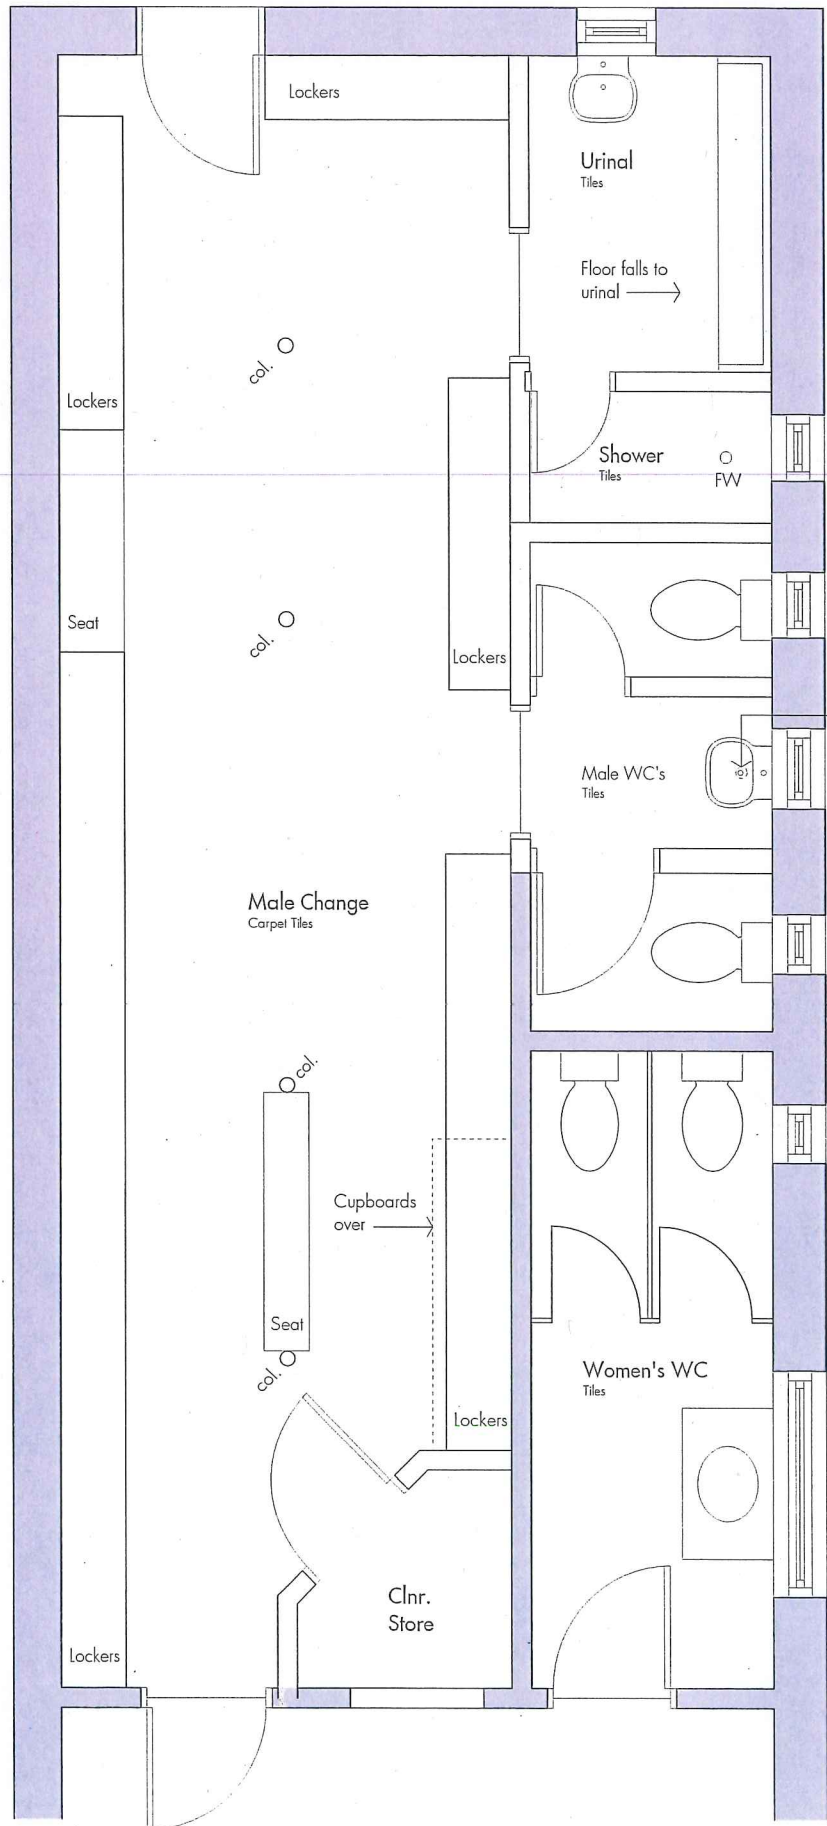 Lockers
Urinal
Tiles
Floor falls to
urinal
col.
Lockers
Shower
Tiles
FW
Seat
col.
Lockers
Male WC's
Tiles
Male Change
Carpet Tiles
col.
Cupboards
over
Seat
col.
Women's WC
Tiles
Lockers
Clnr.
Store
Lockers